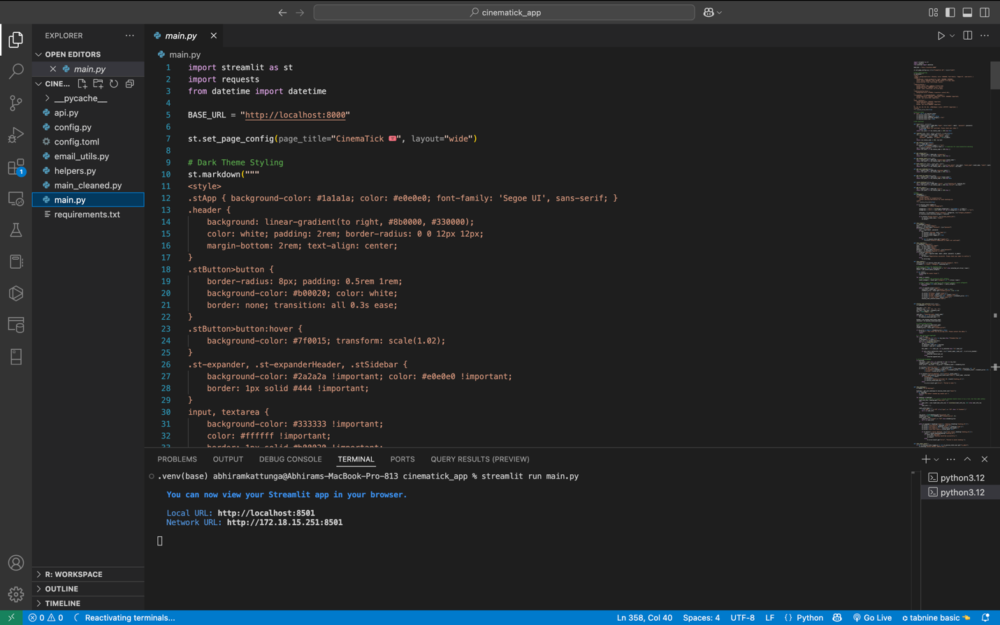 cinematick_app
EXPLORER
OPEN EDITORS
main.py
CINE...
__pycache__
api.py
config.py
config.toml
email_utils.py
helpers.py
main_cleaned.py
main.py
requirements.txt
R: WORKSPACE
OUTLINE
TIMELINE
1
main.py
main.py
1 import streamlit as st
2 import requests
3 from datetime import datetime
4
5 BASE_URL = "http://localhost:8000"
6
7 st.set_page_config(page_title="CinemaTick 🎟️", layout="wide")
8
9 # Dark Theme Styling
10 st.markdown("""
11 <style>
12 .stApp { background-color: #1a1a1a; color: #e0e0e0; font-family: 'Segoe UI', sans-serif; }
13 .header {
14 background: linear-gradient(to right, #8b0000, #330000);
15 color: white; padding: 2rem; border-radius: 0 0 12px 12px;
16 margin-bottom: 2rem; text-align: center;
17 }
18 .stButton>button {
19 border-radius: 8px; padding: 0.5rem 1rem;
20 background-color: #b00020; color: white;
21 border: none; transition: all 0.3s ease;
22 }
23 .stButton>button:hover {
24 background-color: #7f0015; transform: scale(1.02);
25 }
26 .st-expander, .st-expanderHeader, .stSidebar {
27 background-color: #2a2a2a !important; color: #e0e0e0 !important;
28 border: 1px solid #444 !important;
29 }
30 input, textarea {
31 background-color: #333333 !important;
32 color: #ffffff !important;
33 border: 1px solid #b00020 !important;
PROBLEMS OUTPUT DEBUG CONSOLE TERMINAL PORTS QUERY RESULTS (PREVIEW)
.venv(base) abhiramkattunga@Abhirams-MacBook-Pro-813 cinematick_app % streamlit run main.py
You can now view your Streamlit app in your browser.
Local URL: http://localhost:8501
Network URL: http://172.18.15.251:8501
python3.12
python3.12
0 0 Reactivating terminals... Ln 358, Col 40 Spaces: 4 UTF-8 LF {} Python Go Live tabnine basic